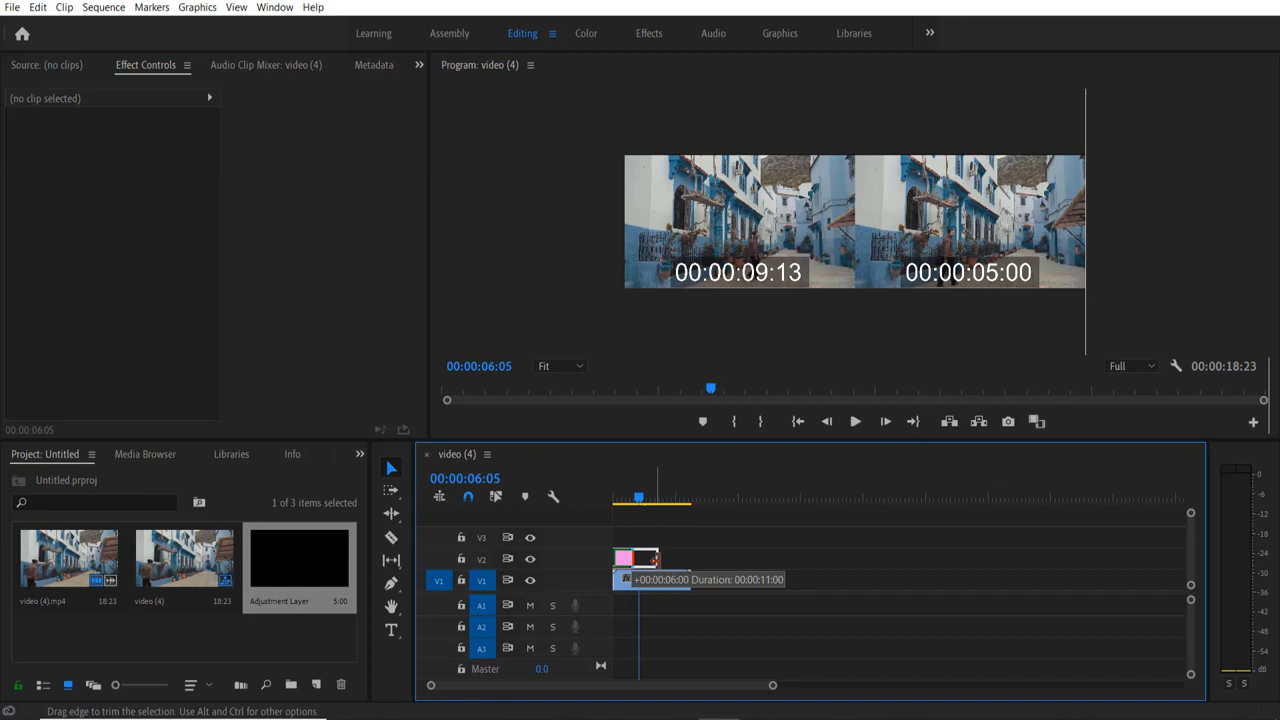 File Edit Clip Sequence Markers Graphics View Window Help
Learning Assembly Editing Color Effects Audio Graphics Libraries
Source: (no clips) Effect Controls Audio Clip Mixer: video (4) Metadata
Program: video (4)
(no clip selected)
00:00:09:13 00:00:05:00
00:00:06:05 Fit Full 00:00:18:23
00:00:06:05
Project: Untitled Media Browser Libraries Info
Untitled.prproj
1 of 3 items selected
video (4).mp4 18:23 video (4) 18:23 Adjustment Layer 5:00
× video (4)
00:00:06:05
V3
V2
V1 V1 fx
+00:00:06:00 Duration: 00:00:11:00
A1 M S
A2 M S
A3 M S
Master 0.0
0
-6
-12
-18
-24
-30
-36
-42
-48
-54
dB
S S
Drag edge to trim the selection. Use Alt and Ctrl for other options.